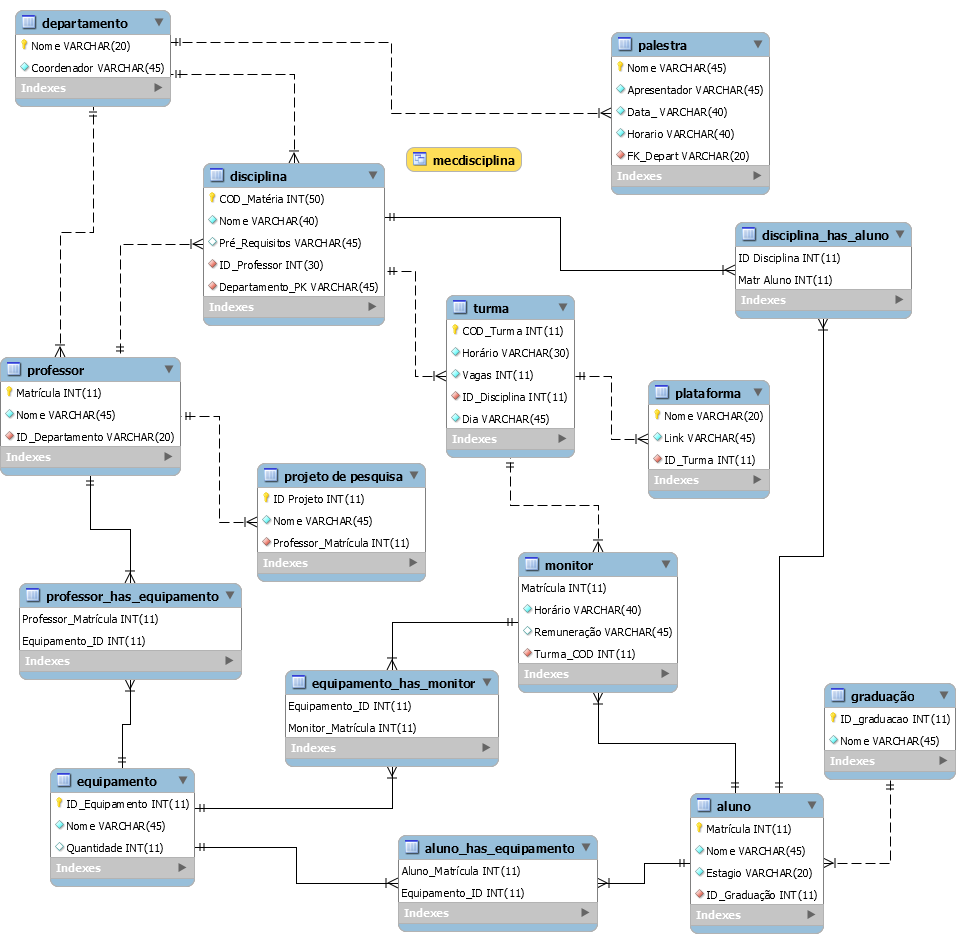 departamento
Nome VARCHAR(20)
Coordenador VARCHAR(45)
Indexes
palestra
Nome VARCHAR(45)
Apresentador VARCHAR(45)
Data_ VARCHAR(40)
Horario VARCHAR(40)
FK_Depart VARCHAR(20)
Indexes
mecdisciplina
disciplina
COD_Matéria INT(50)
Nome VARCHAR(40)
Pré_Requisitos VARCHAR(45)
ID_Professor INT(30)
Departamento_PK VARCHAR(45)
Indexes
disciplina_has_aluno
ID Disciplina INT(11)
Matr Aluno INT(11)
Indexes
turma
COD_Turma INT(11)
Horário VARCHAR(30)
Vagas INT(11)
ID_Disciplina INT(11)
Dia VARCHAR(45)
Indexes
professor
Matrícula INT(11)
Nome VARCHAR(45)
ID_Departamento VARCHAR(20)
Indexes
plataforma
Nome VARCHAR(20)
Link VARCHAR(45)
ID_Turma INT(11)
Indexes
projeto de pesquisa
ID Projeto INT(11)
Nome VARCHAR(45)
Professor_Matrícula INT(11)
Indexes
monitor
Matrícula INT(11)
Horário VARCHAR(40)
Remuneração VARCHAR(45)
Turma_COD INT(11)
Indexes
professor_has_equipamento
Professor_Matrícula INT(11)
Equipamento_ID INT(11)
Indexes
equipamento_has_monitor
Equipamento_ID INT(11)
Monitor_Matrícula INT(11)
Indexes
graduação
ID_graduacao INT(11)
Nome VARCHAR(45)
Indexes
equipamento
ID_Equipamento INT(11)
Nome VARCHAR(45)
Quantidade INT(11)
Indexes
aluno
Matrícula INT(11)
Nome VARCHAR(45)
Estagio VARCHAR(20)
ID_Graduação INT(11)
Indexes
aluno_has_equipamento
Aluno_Matrícula INT(11)
Equipamento_ID INT(11)
Indexes